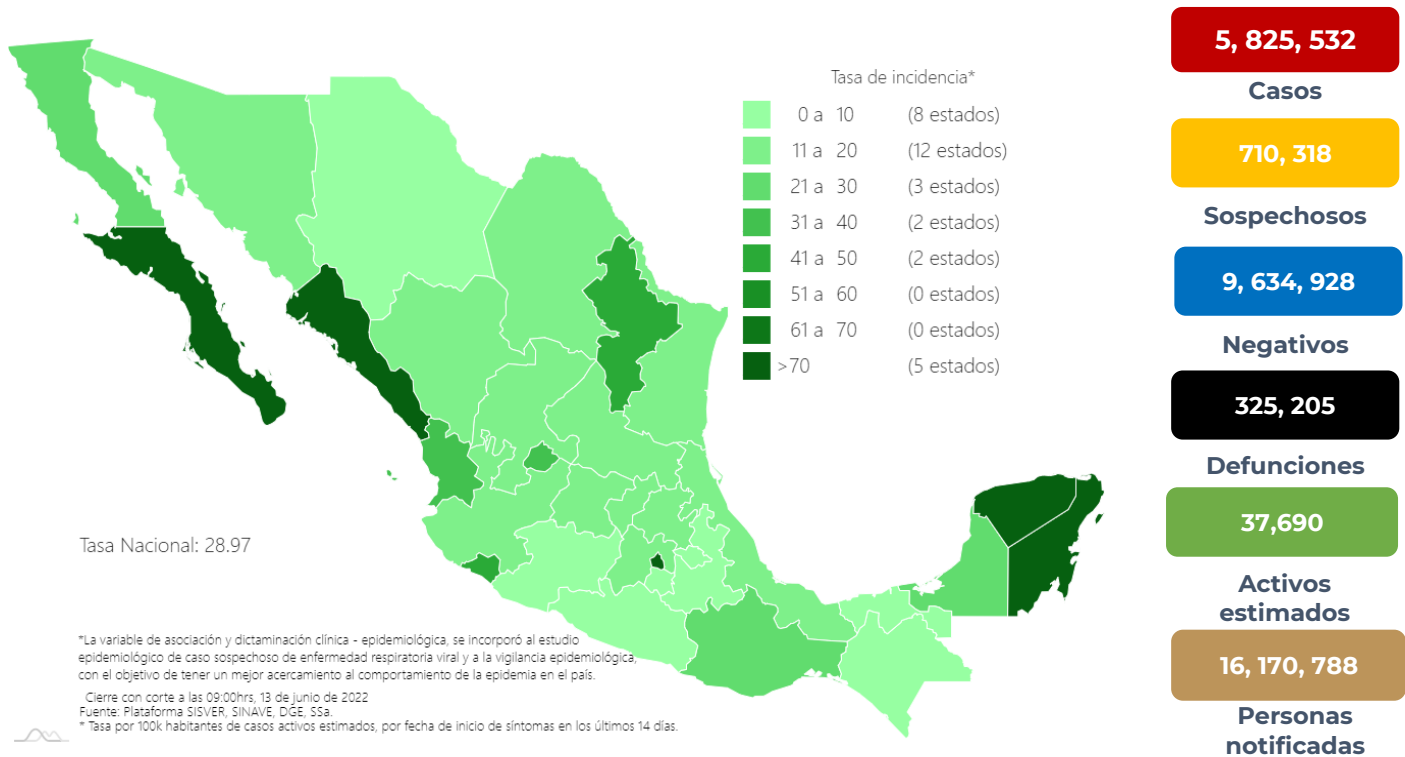 Tasa de incidencia*
0 a 10 (8 estados)
11 a 20 (12 estados)
21 a 30 (3 estados)
31 a 40 (2 estados)
41 a 50 (2 estados)
51 a 60 (0 estados)
61 a 70 (0 estados)
>70 (5 estados)
Tasa Nacional: 28.97
*La variable de asociación y dictaminación clínica - epidemiológica, se incorporó al estudio
epidemiológico de caso sospechoso de enfermedad respiratoria viral y a la vigilancia epidemiológica,
con el objetivo de tener un mejor acercamiento al comportamiento de la epidemia en el país.
Cierre con corte a las 09:00hrs, 13 de junio de 2022
Fuente: Plataforma SISVER, SINAVE, DGE, SSa.
* Tasa por 100k habitantes de casos activos estimados, por fecha de inicio de síntomas en los últimos 14 días.
5, 825, 532
Casos
710, 318
Sospechosos
9, 634, 928
Negativos
325, 205
Defunciones
37,690
Activos
estimados
16, 170, 788
Personas
notificadas